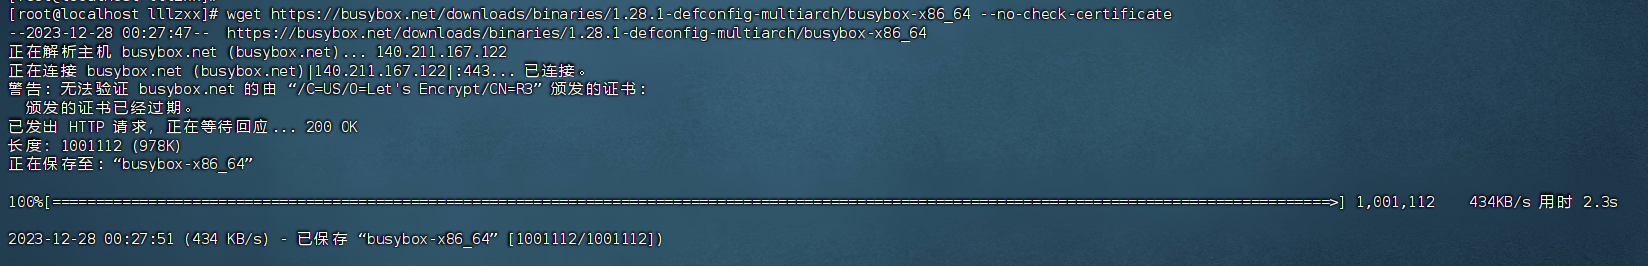 [root@localhost lllzxx]# wget https://busybox.net/downloads/binaries/1.28.1-defconfig-multiarch/busybox-x86_64 --no-check-certificate
--2023-12-28 00:27:47--  https://busybox.net/downloads/binaries/1.28.1-defconfig-multiarch/busybox-x86_64
正在解析主机 busybox.net (busybox.net)... 140.211.167.122
正在连接 busybox.net (busybox.net)|140.211.167.122|:443... 已连接。
警告: 无法验证 busybox.net 的由 “/C=US/O=Let's Encrypt/CN=R3” 颁发的证书:
  颁发的证书已经过期。
已发出 HTTP 请求，正在等待回应... 200 OK
长度: 1001112 (978K)
正在保存至: “busybox-x86_64”
100%[======================================================================================================================================================>] 1,001,112    434KB/s 用时 2.3s
2023-12-28 00:27:51 (434 KB/s) - 已保存 “busybox-x86_64” [1001112/1001112])